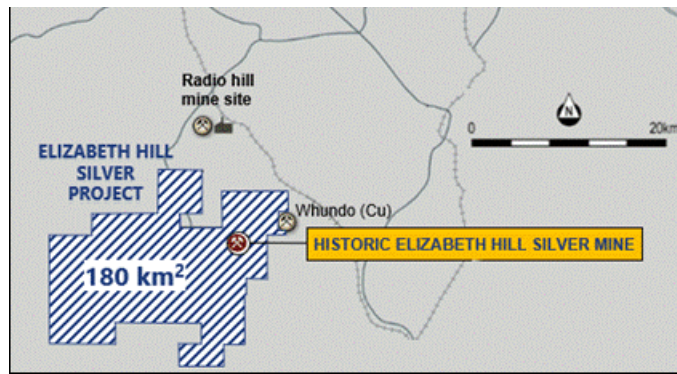 Radio hill
mine site
N
0
20km
ELIZABETH HILL
SILVER
PROJECT
Whundo (Cu)
HISTORIC ELIZABETH HILL SILVER MINE
180 km²